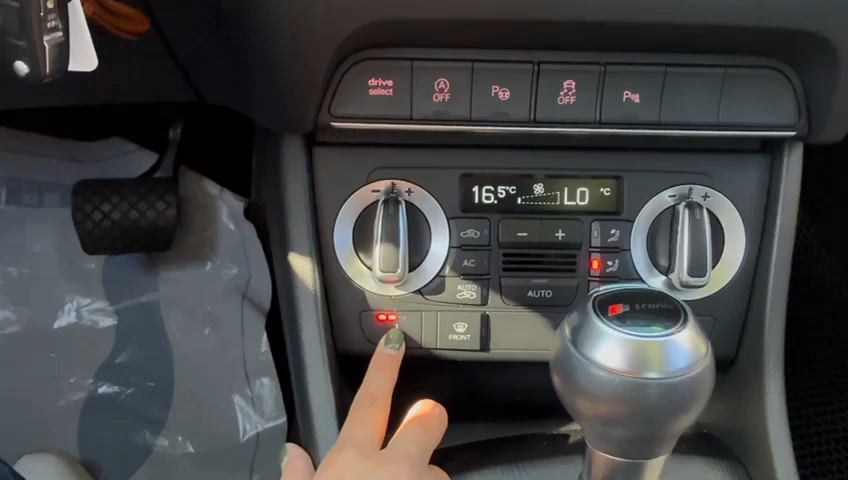 drive
select
A
OFF
P
OFF
P
16.5°C
LO °C
- +
- +
- +
AC
AUTO
AUTO
FRONT
S tronic